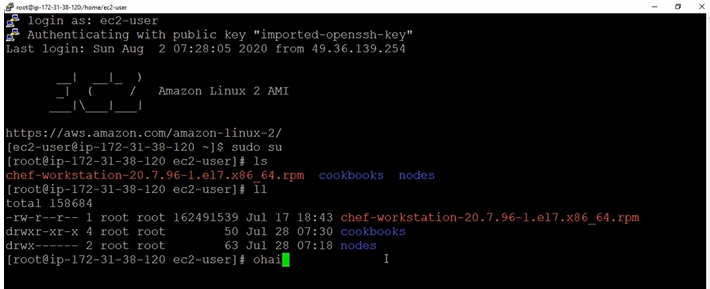 root@ip-172-31-38-120:/home/ec2-user
login as: ec2-user
Authenticating with public key "imported-openssh-key"
Last login: Sun Aug  2 07:28:05 2020 from 49.36.139.254
__|  __|_  )
_|  (     /   Amazon Linux 2 AMI
___|\___|___|
https://aws.amazon.com/amazon-linux-2/
[ec2-user@ip-172-31-38-120 ~]$ sudo su
[root@ip-172-31-38-120 ec2-user]# ls
chef-workstation-20.7.96-1.el7.x86_64.rpm  cookbooks  nodes
[root@ip-172-31-38-120 ec2-user]# ll
total 158684
-rw-r--r-- 1 root root 162491539 Jul 17 18:43 chef-workstation-20.7.96-1.el7.x86_64.rpm
drwxr-xr-x 4 root root        50 Jul 28 07:30 cookbooks
drwx------ 2 root root        63 Jul 28 07:18 nodes
[root@ip-172-31-38-120 ec2-user]# ohai